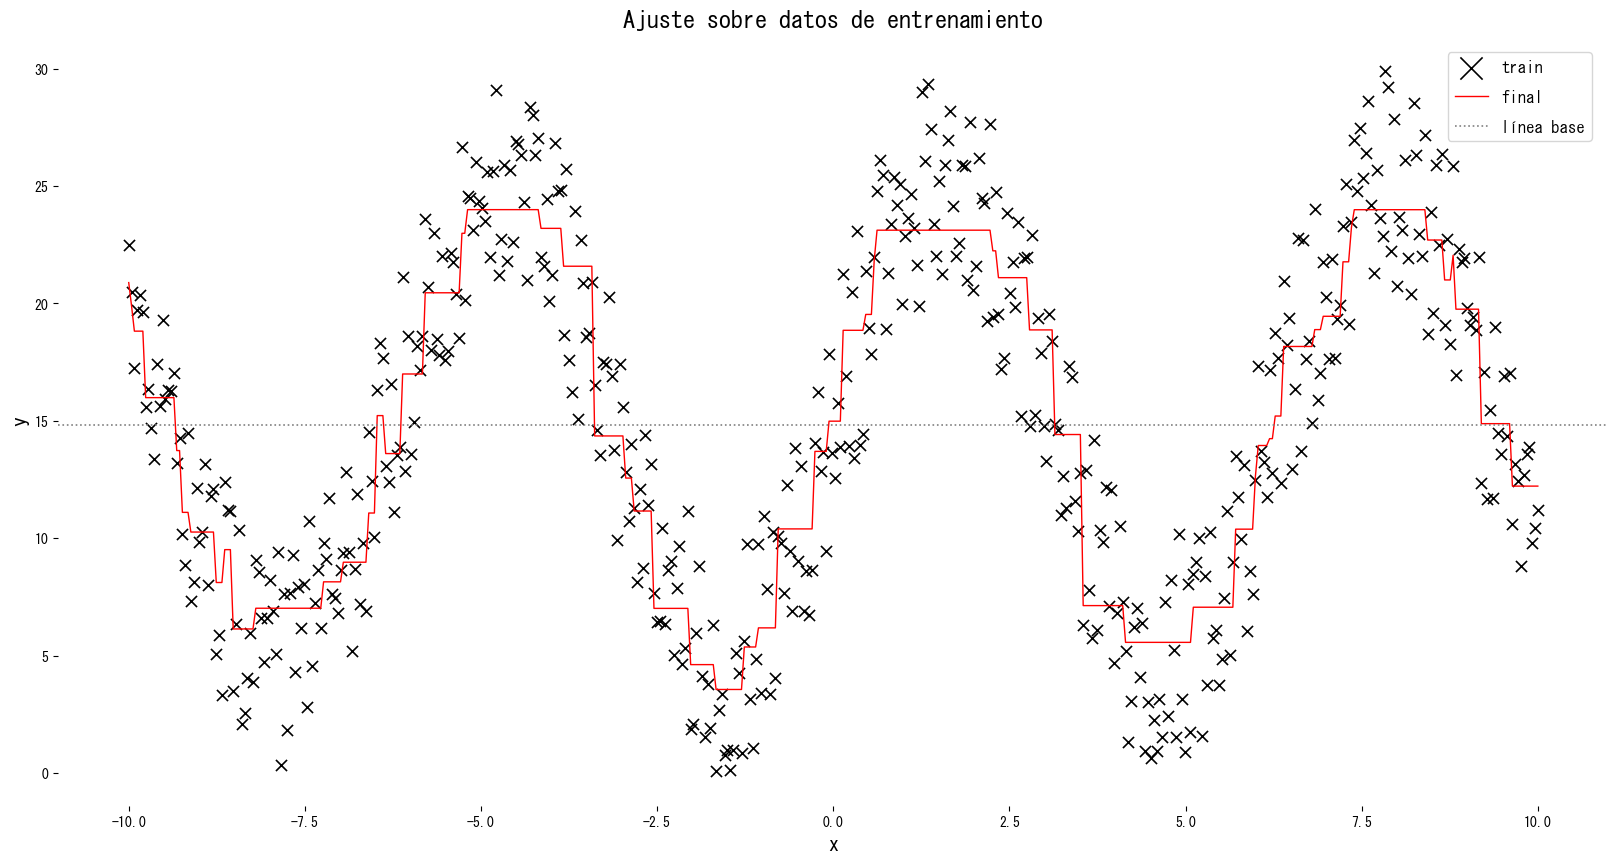 Ajuste sobre datos de entrenamiento
train
final
línea base
30
25
20
15
10
5
0
y
-10.0 -7.5 -5.0 -2.5 0.0 2.5 5.0 7.5 10.0
x